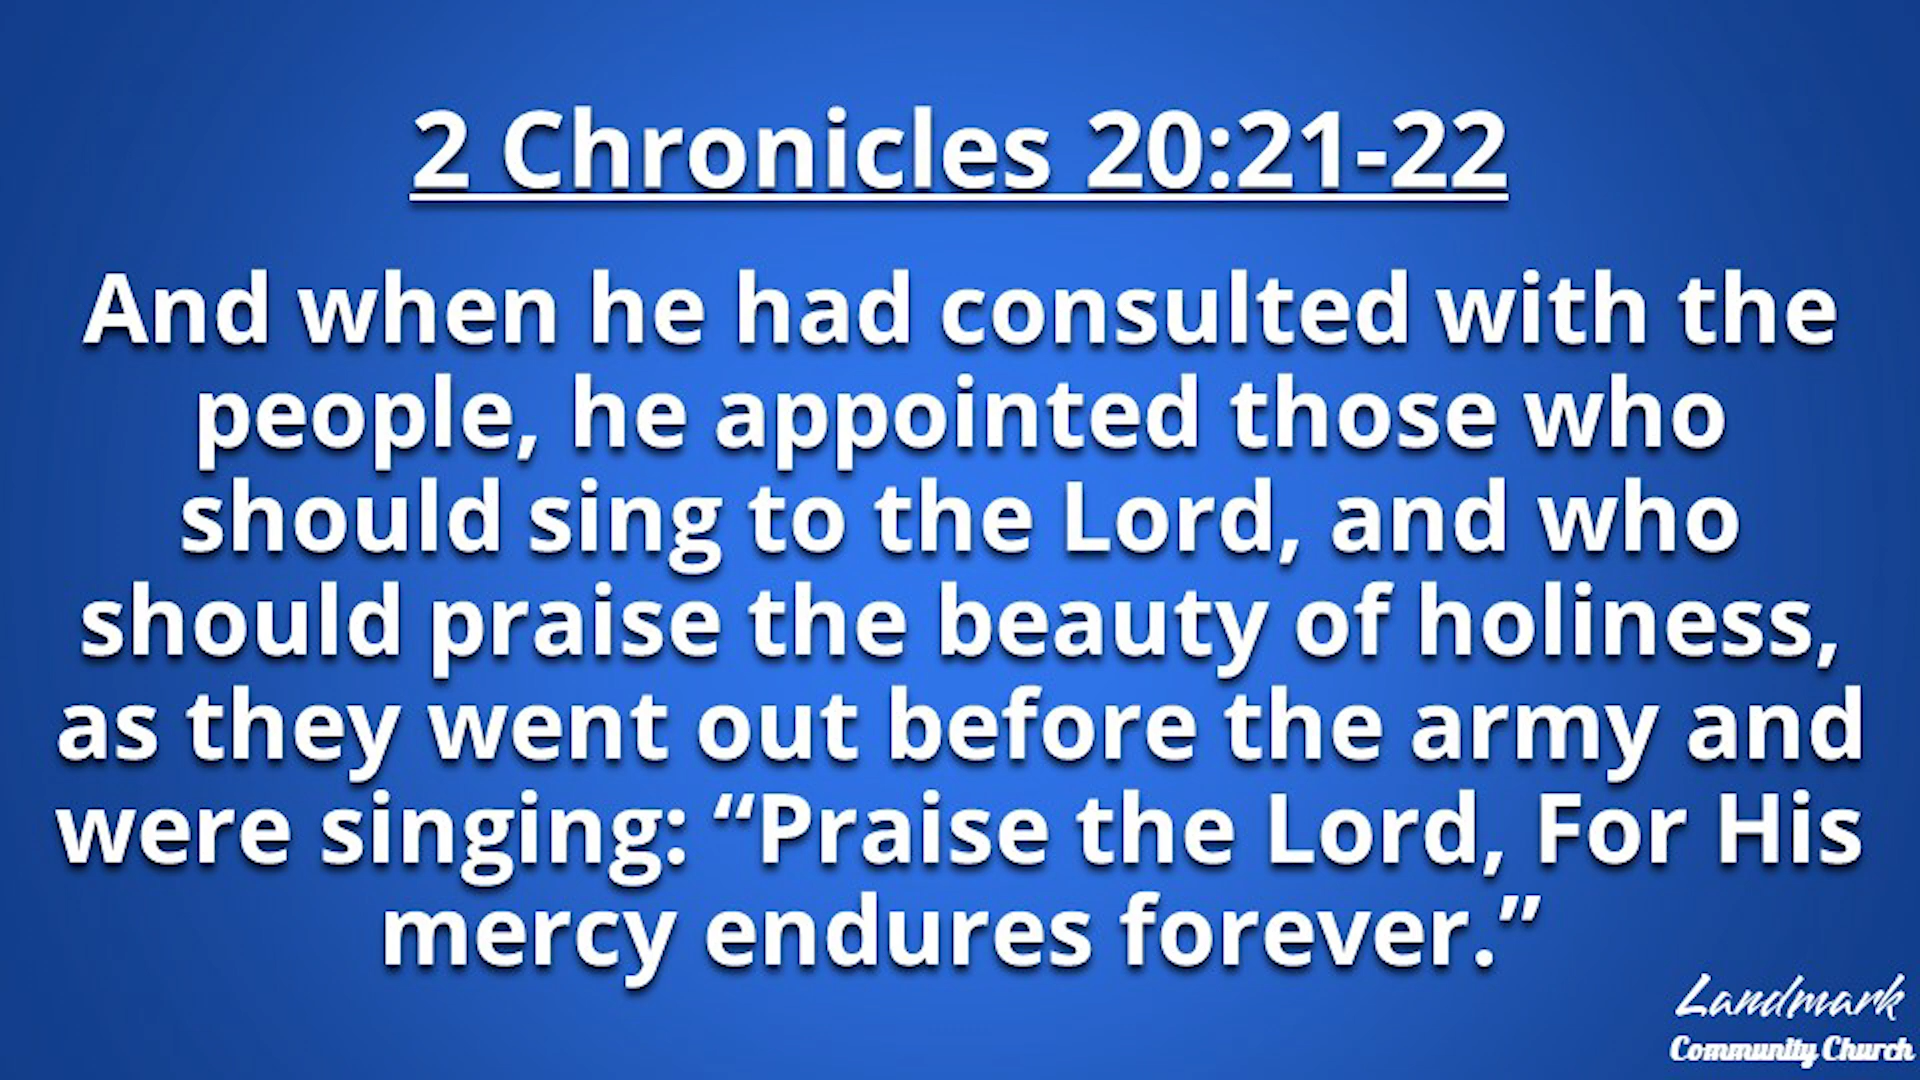 2 Chronicles 20:21-22
And when he had consulted with the
people, he appointed those who
should sing to the Lord, and who
should praise the beauty of holiness,
as they went out before the army and
were singing: “Praise the Lord, For His
mercy endures forever.”
Landmark
Community Church